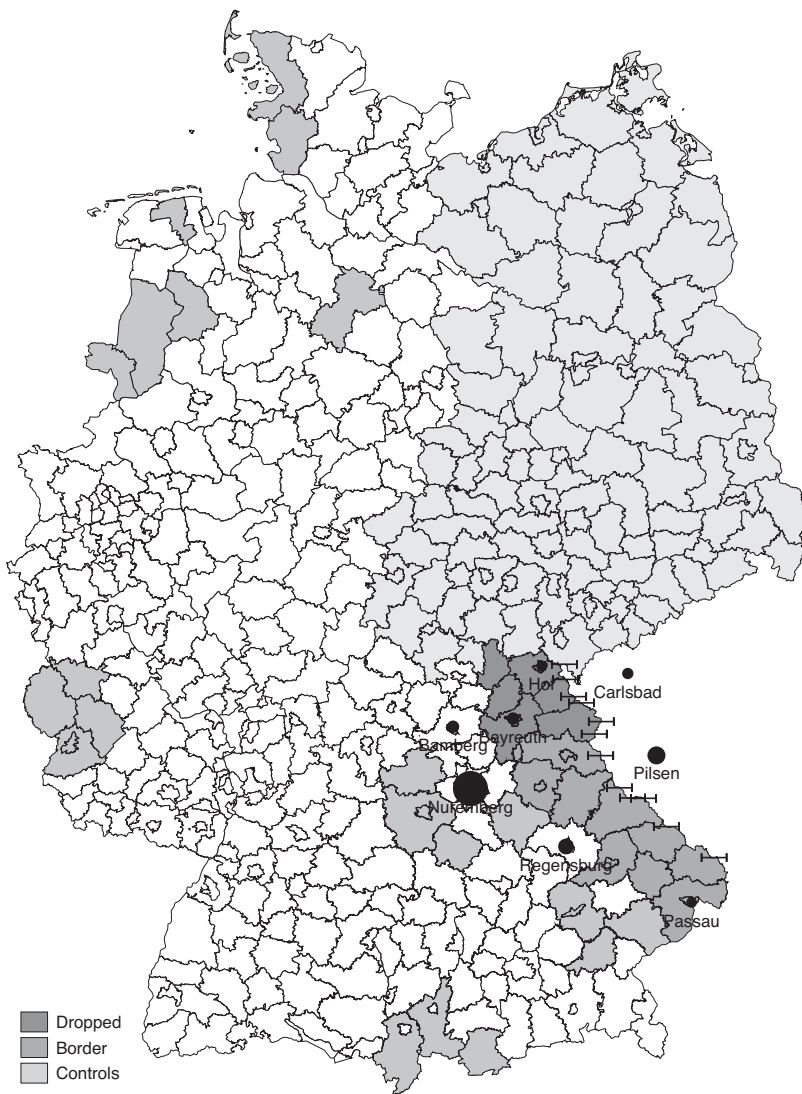 Hof
Carlsbad
Bayreuth
Bamberg
Pilsen
Nuremberg
Regensburg
Passau
Dropped
Border
Controls